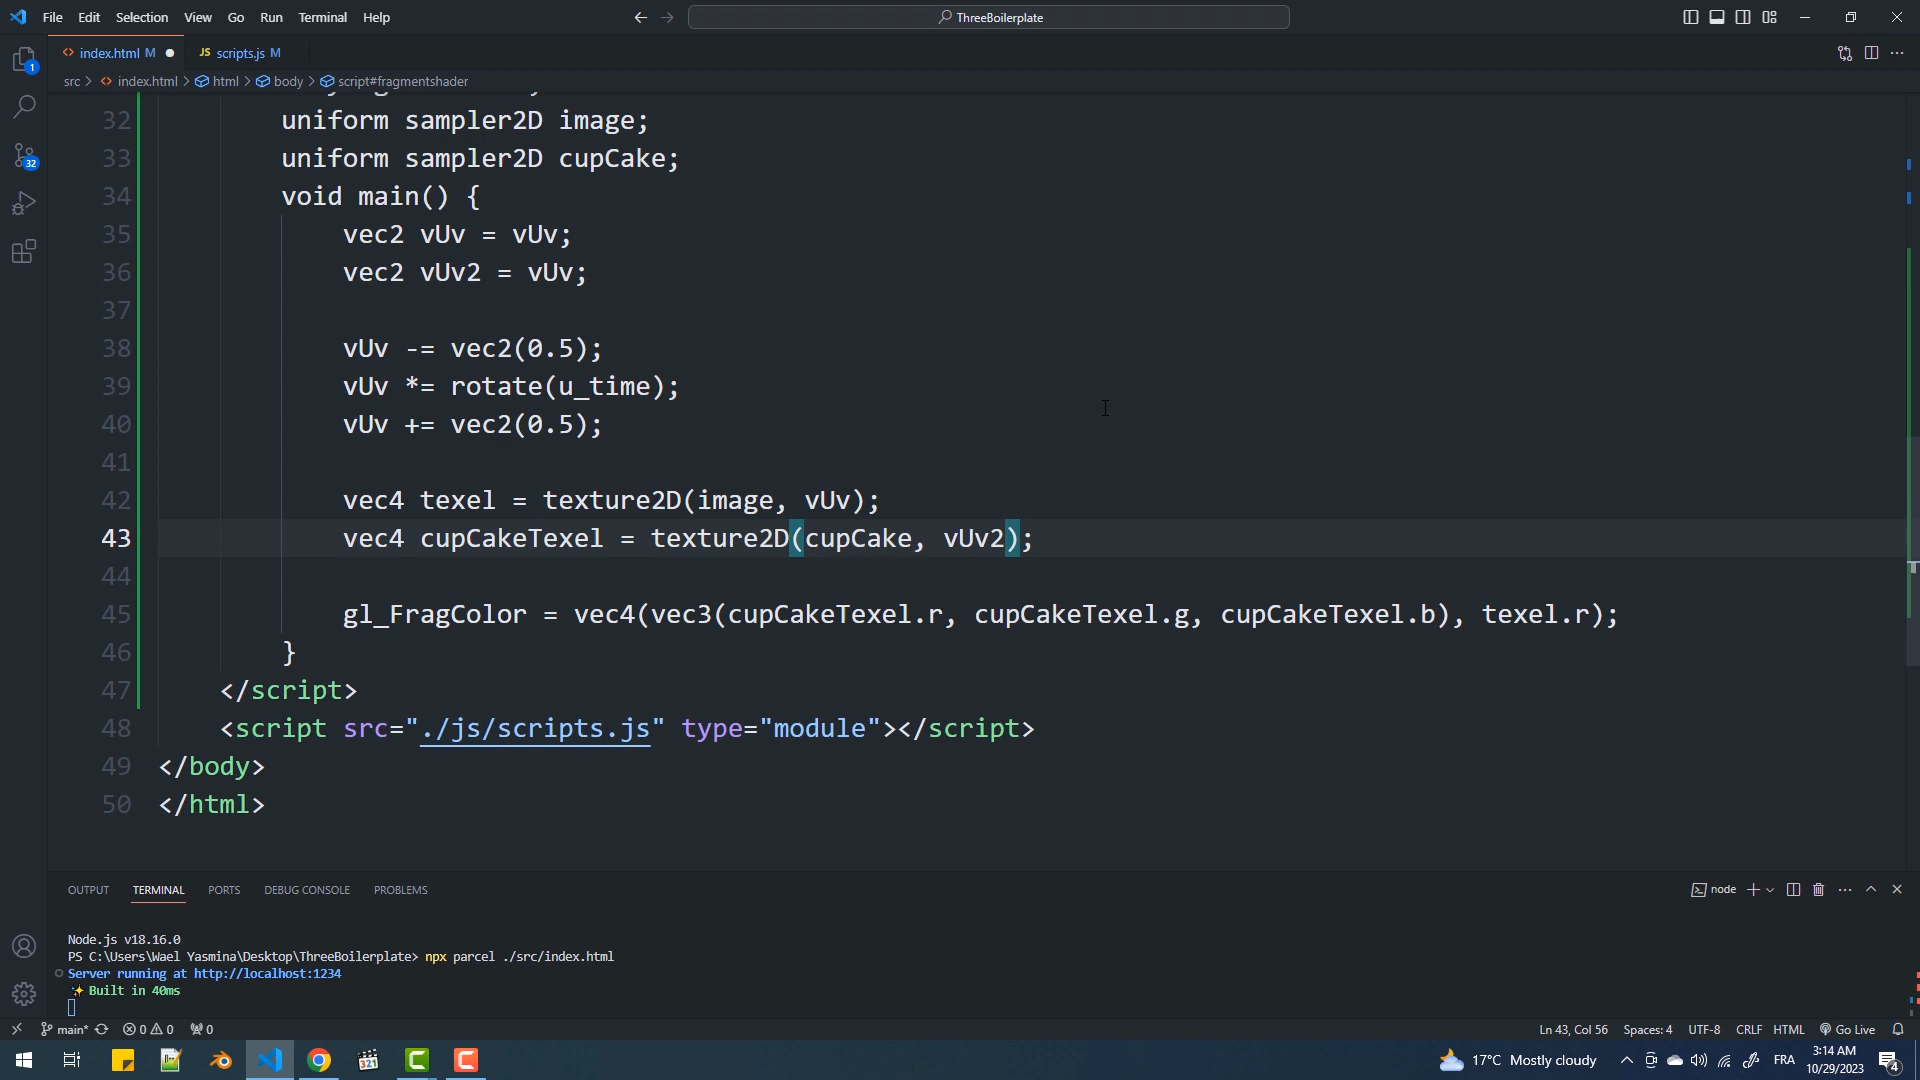 File Edit Selection View Go Run Terminal Help
ThreeBoilerplate
index.html M
JS scripts.js M
src > index.html > html > body > script#fragmentshader
32 uniform sampler2D image;
33 uniform sampler2D cupCake;
34 void main() {
35 vec2 vUv = vUv;
36 vec2 vUv2 = vUv;
37
38 vUv -= vec2(0.5);
39 vUv *= rotate(u_time);
40 vUv += vec2(0.5);
41
42 vec4 texel = texture2D(image, vUv);
43 vec4 cupCakeTexel = texture2D(cupCake, vUv2);
44
45 gl_FragColor = vec4(vec3(cupCakeTexel.r, cupCakeTexel.g, cupCakeTexel.b), texel.r);
46 }
47 </script>
48 <script src="./js/scripts.js" type="module"></script>
49 </body>
50 </html>
1
32
OUTPUT TERMINAL PORTS DEBUG CONSOLE PROBLEMS
node
Node.js v18.16.0
PS C:\Users\Wael Yasmina\Desktop\ThreeBoilerplate> npx parcel ./src/index.html
Server running at http://localhost:1234
Built in 40ms
main* 0 0 0
Ln 43, Col 56 Spaces: 4 UTF-8 CRLF HTML Go Live
321
17°C Mostly cloudy
FRA
3:14 AM
10/29/2023
4